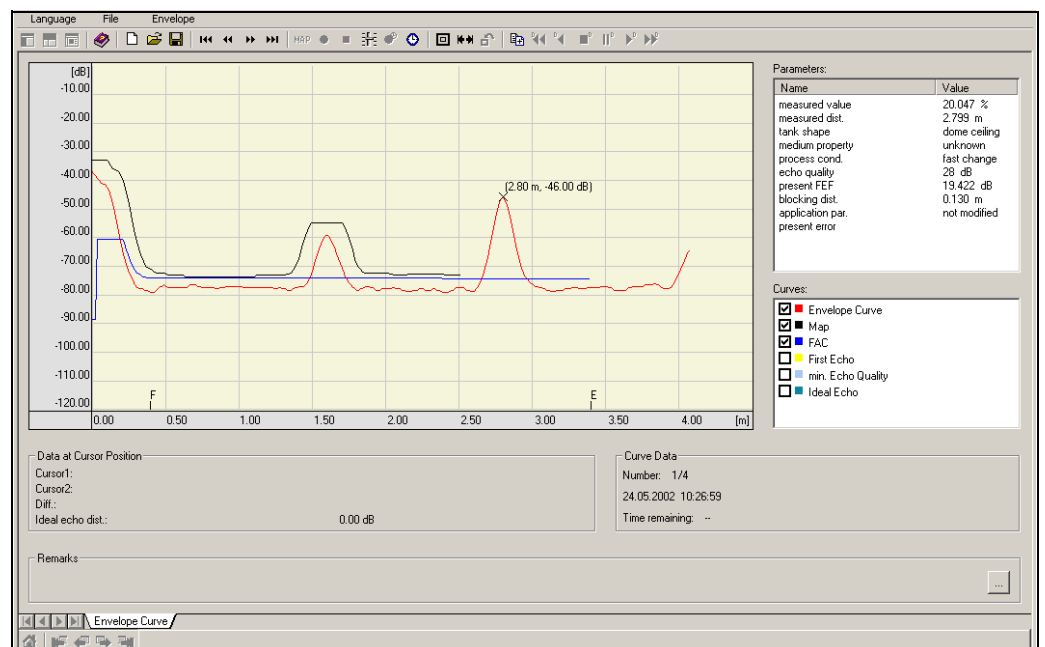 Language File Envelope
MAP
[dB]
-10.00
-20.00
-30.00
-40.00
-50.00
-60.00
-70.00
-80.00
-90.00
-100.00
-110.00
-120.00
(2.80 m, -46.00 dB)
F
E
0.00 0.50 1.00 1.50 2.00 2.50 3.00 3.50 4.00 [m]
Parameters:
Name Value
measured value 20.047 %
measured dist. 2.799 m
tank shape dome ceiling
medium property unknown
process cond. fast change
echo quality 28 dB
present FEF 19.422 dB
blocking dist. 0.130 m
application par. not modified
present error
Curves:
Envelope Curve
Map
FAC
First Echo
min. Echo Quality
Ideal Echo
Data at Cursor Position
Cursor1:
Cursor2:
Diff.:
Ideal echo dist.: 0.00 dB
Curve Data
Number: 1/4
24.05.2002 10:26:59
Time remaining: --
Remarks
...
Envelope Curve